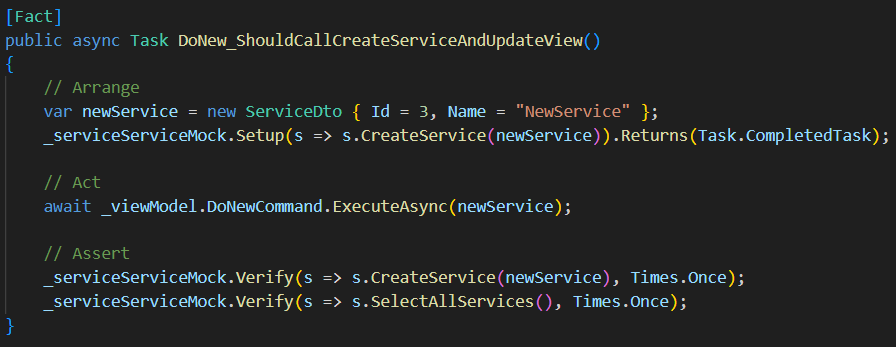 [Fact]
public async Task DoNew_ShouldCallCreateServiceAndUpdateView()
{
    // Arrange
    var newService = new ServiceDto { Id = 3, Name = "NewService" };
    _serviceServiceMock.Setup(s => s.CreateService(newService)).Returns(Task.CompletedTask);

    // Act
    await _viewModel.DoNewCommand.ExecuteAsync(newService);

    // Assert
    _serviceServiceMock.Verify(s => s.CreateService(newService), Times.Once);
    _serviceServiceMock.Verify(s => s.SelectAllServices(), Times.Once);
}